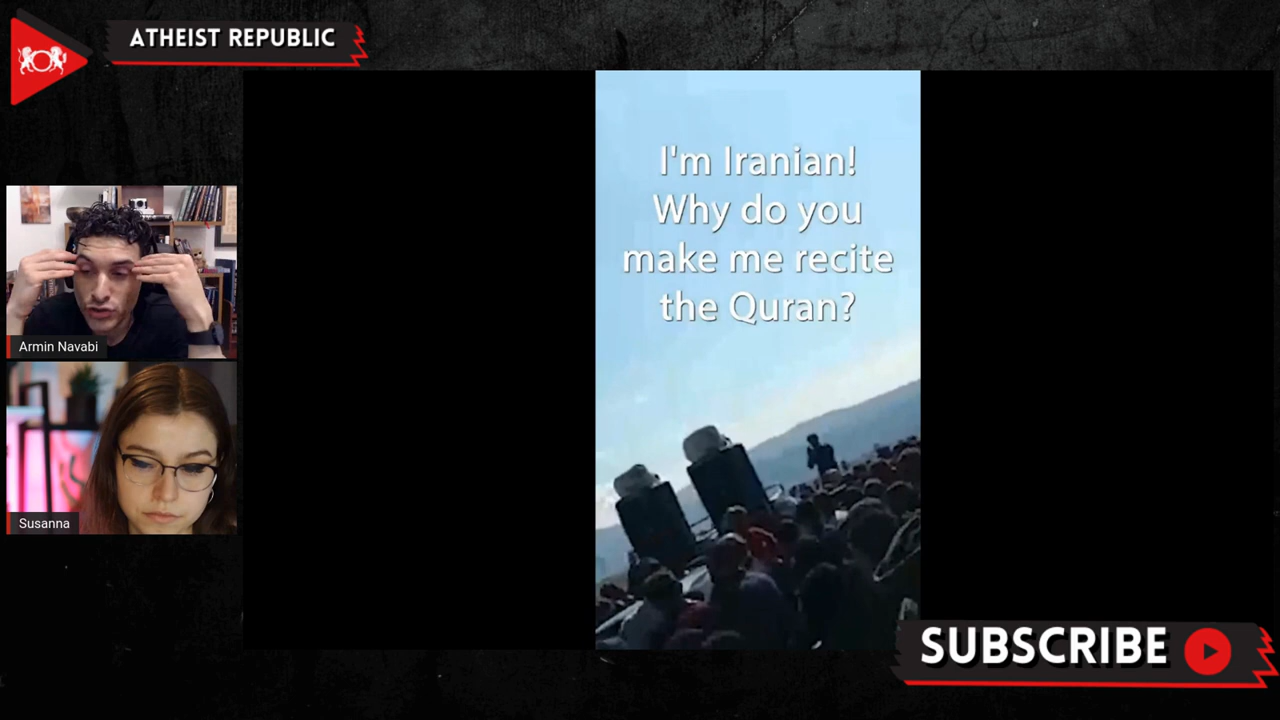 ATHEIST REPUBLIC
I'm Iranian!
Why do you
make me recite
the Quran?
Armin Navabi
Susanna
SUBSCRIBE